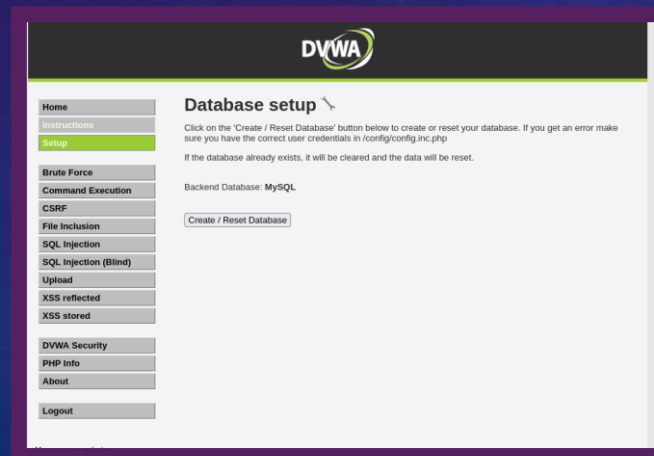 DVWA
Home
Instructions
Setup
Brute Force
Command Execution
CSRF
File Inclusion
SQL Injection
SQL Injection (Blind)
Upload
XSS reflected
XSS stored
DVWA Security
PHP Info
About
Logout
Database setup
Click on the 'Create / Reset Database' button below to create or reset your database. If you get an error make
sure you have the correct user credentials in /config/config.inc.php
If the database already exists, it will be cleared and the data will be reset.
Backend Database: MySQL
Create / Reset Database